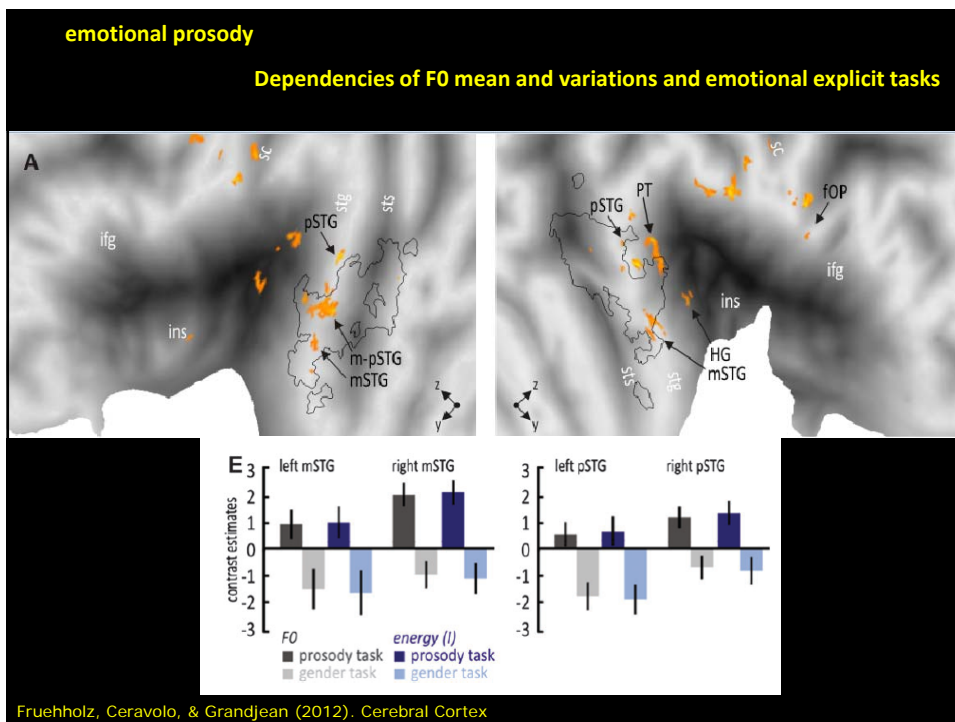 emotional prosody
Dependencies of F0 mean and variations and emotional explicit tasks
A
sc
stg
sts
pSTG
ifg
ins
m-pSTG
mSTG
z
y
sc
PT
pSTG
fOP
ifg
ins
HG
mSTG
sts
stg
z
y
E
left mSTG right mSTG left pSTG right pSTG
contrast estimates
3
2
1
0
-1
-2
-3
3
2
1
0
-1
-2
-3
F0 energy (I)
prosody task prosody task
gender task gender task
Fruehholz, Ceravolo, & Grandjean (2012). Cerebral Cortex